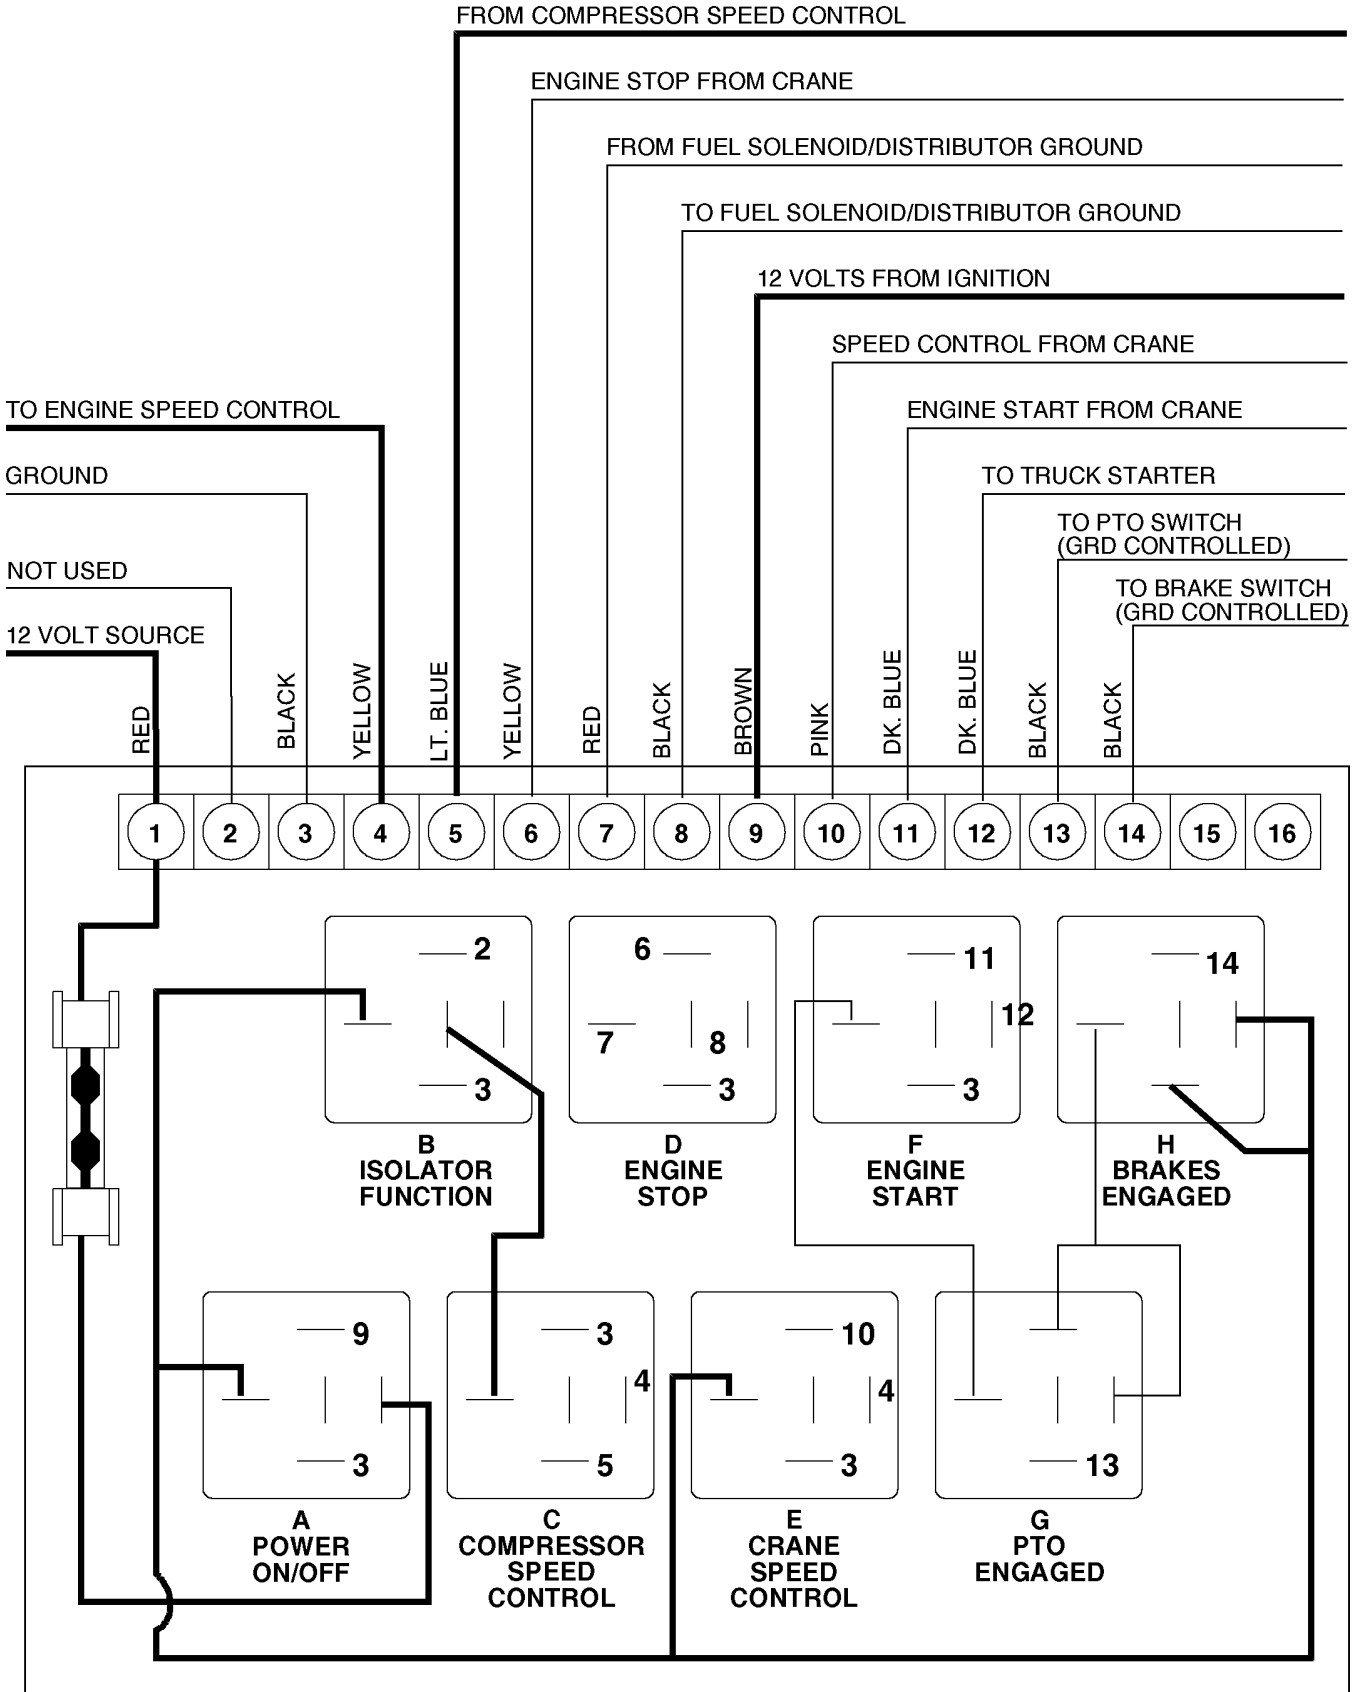 FROM COMPRESSOR SPEED CONTROL
ENGINE STOP FROM CRANE
FROM FUEL SOLENOID/DISTRIBUTOR GROUND
TO FUEL SOLENOID/DISTRIBUTOR GROUND
12 VOLTS FROM IGNITION
SPEED CONTROL FROM CRANE
TO ENGINE SPEED CONTROL
ENGINE START FROM CRANE
GROUND
TO TRUCK STARTER
TO PTO SWITCH
(GRD CONTROLLED)
NOT USED
TO BRAKE SWITCH
(GRD CONTROLLED)
12 VOLT SOURCE
RED
BLACK
YELLOW
LT. BLUE
YELLOW
RED
BLACK
BROWN
PINK
DK. BLUE
DK. BLUE
BLACK
BLACK
1 2 3 4 5 6 7 8 9 10 11 12 13 14 15 16
2
3
B
ISOLATOR
FUNCTION
6
7
8
3
D
ENGINE
STOP
11
12
3
F
ENGINE
START
14
H
BRAKES
ENGAGED
9
3
A
POWER
ON/OFF
3
4
5
C
COMPRESSOR
SPEED
CONTROL
10
4
3
E
CRANE
SPEED
CONTROL
13
G
PTO
ENGAGED